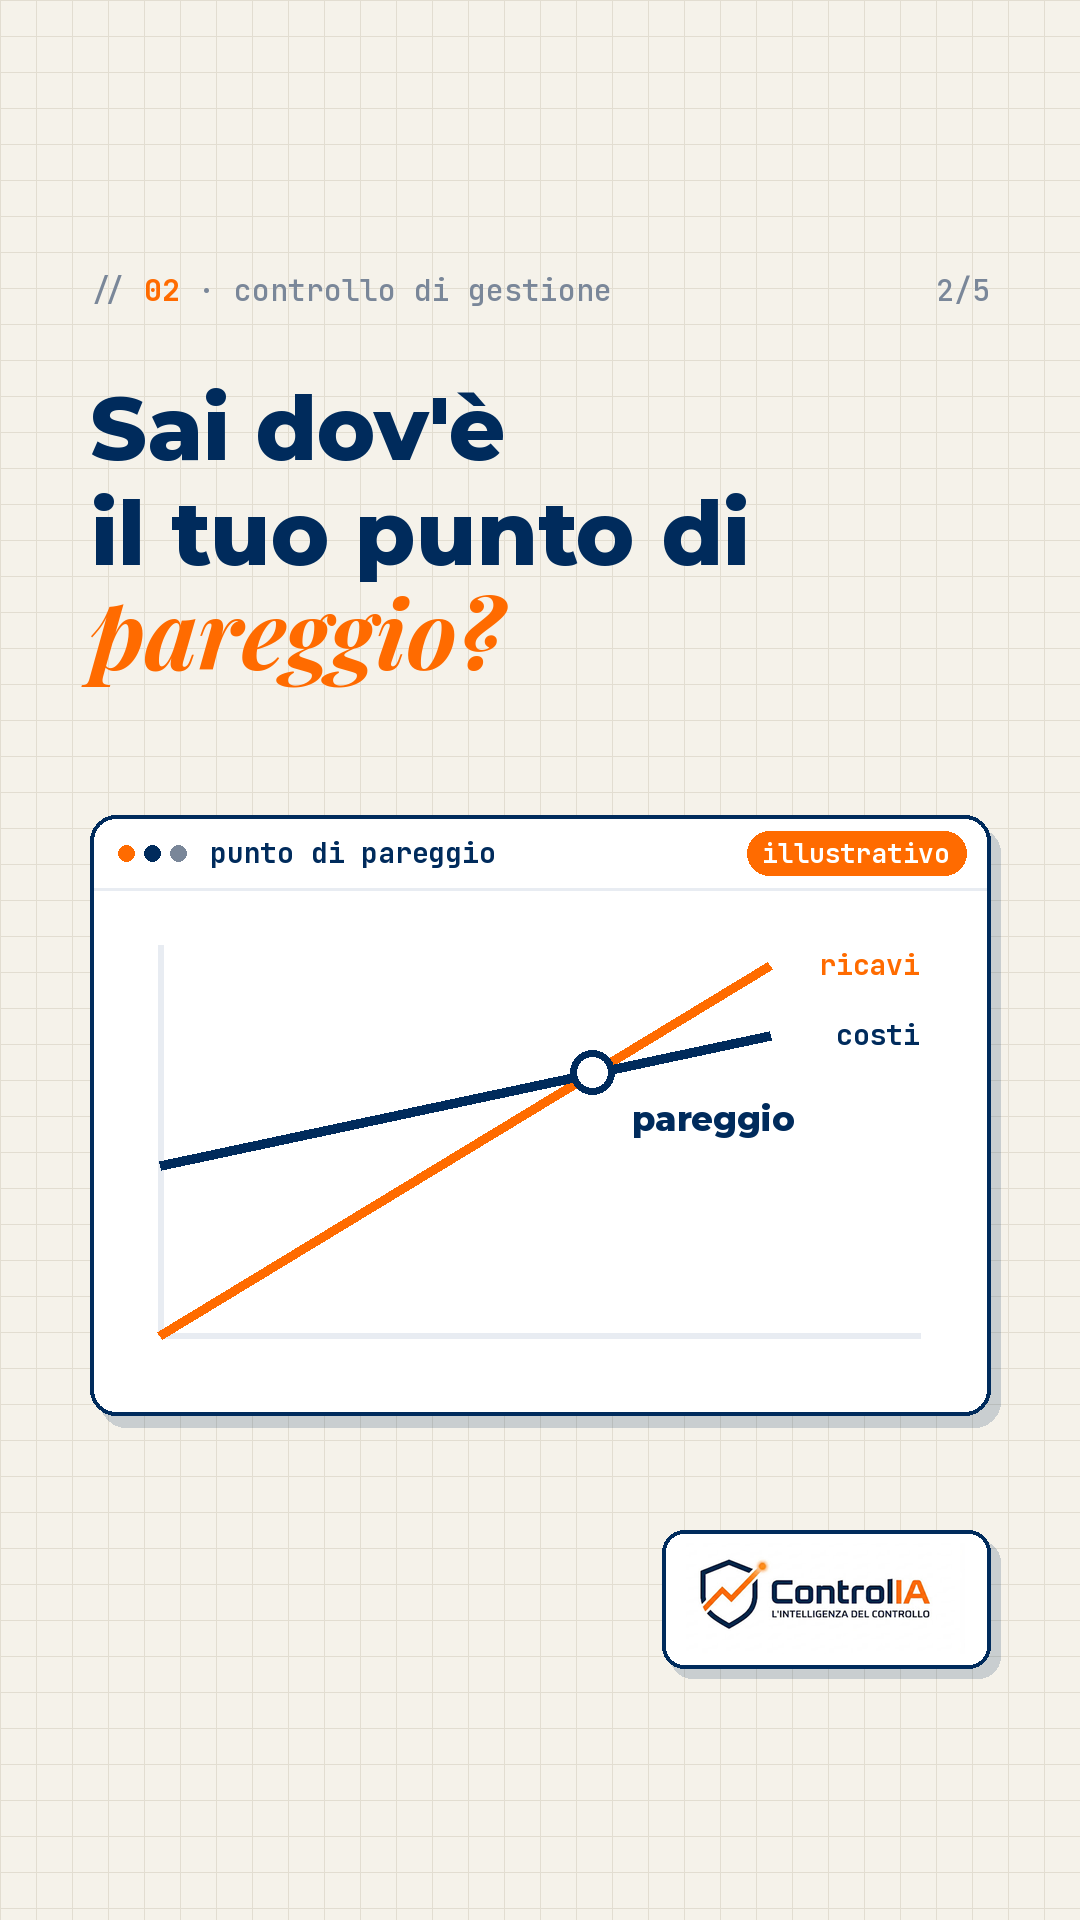 // 02 · controllo di gestione 2/5
Sai dov'è
il tuo punto di
pareggio?
punto di pareggio illustrativo
ricavi
costi
pareggio
ControlIA
L'INTELLIGENZA DEL CONTROLLO